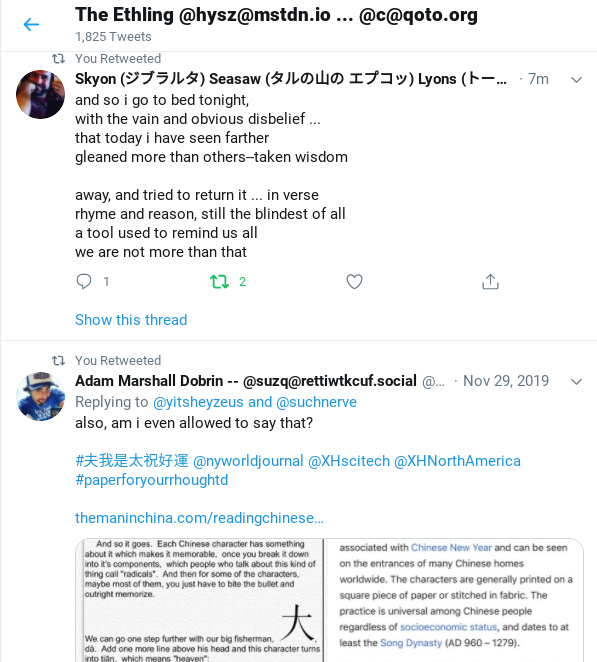 The Ethling @hysz@mstdn.io ... @c@qoto.org
1,825 Tweets
You Retweeted
Skyon (ジブラルタ) Seasaw (タルの山の エプコッ) Lyons (トー... · 7m
and so i go to bed tonight,
with the vain and obvious disbelief ...
that today i have seen farther
gleaned more than others--taken wisdom
away, and tried to return it ... in verse
rhyme and reason, still the blindest of all
a tool used to remind us all
we are not more than that
1 2
Show this thread
You Retweeted
Adam Marshall Dobrin -- @suzq@rettiwtkcuf.social @... · Nov 29, 2019
Replying to @yitsheyzeus and @suchnerve
also, am i even allowed to say that?
#夫我是太祝好運 @nyworldjournal @XHscitech @XHNorthAmerica
#paperforyourrhoughtd
themaninchina.com/readingchinese...
And so it goes. Each Chinese character has something
about it which makes it memorable, once you break it down
into it's components, which people who talk about this kind of
thing call "radicals". And then for some of the characters,
maybe most of them, you just have to bite the bullet and
outright memorize.
大
We can go one step further with our big fisherman, ,
dà. Add one more line above his head and this character turns
into tiān, which means "heaven":
associated with Chinese New Year and can be seen
on the entrances of many Chinese homes
worldwide. The characters are generally printed on a
square piece of paper or stitched in fabric. The
practice is universal among Chinese people
regardless of socioeconomic status, and dates to at
least the Song Dynasty (AD 960 – 1279).